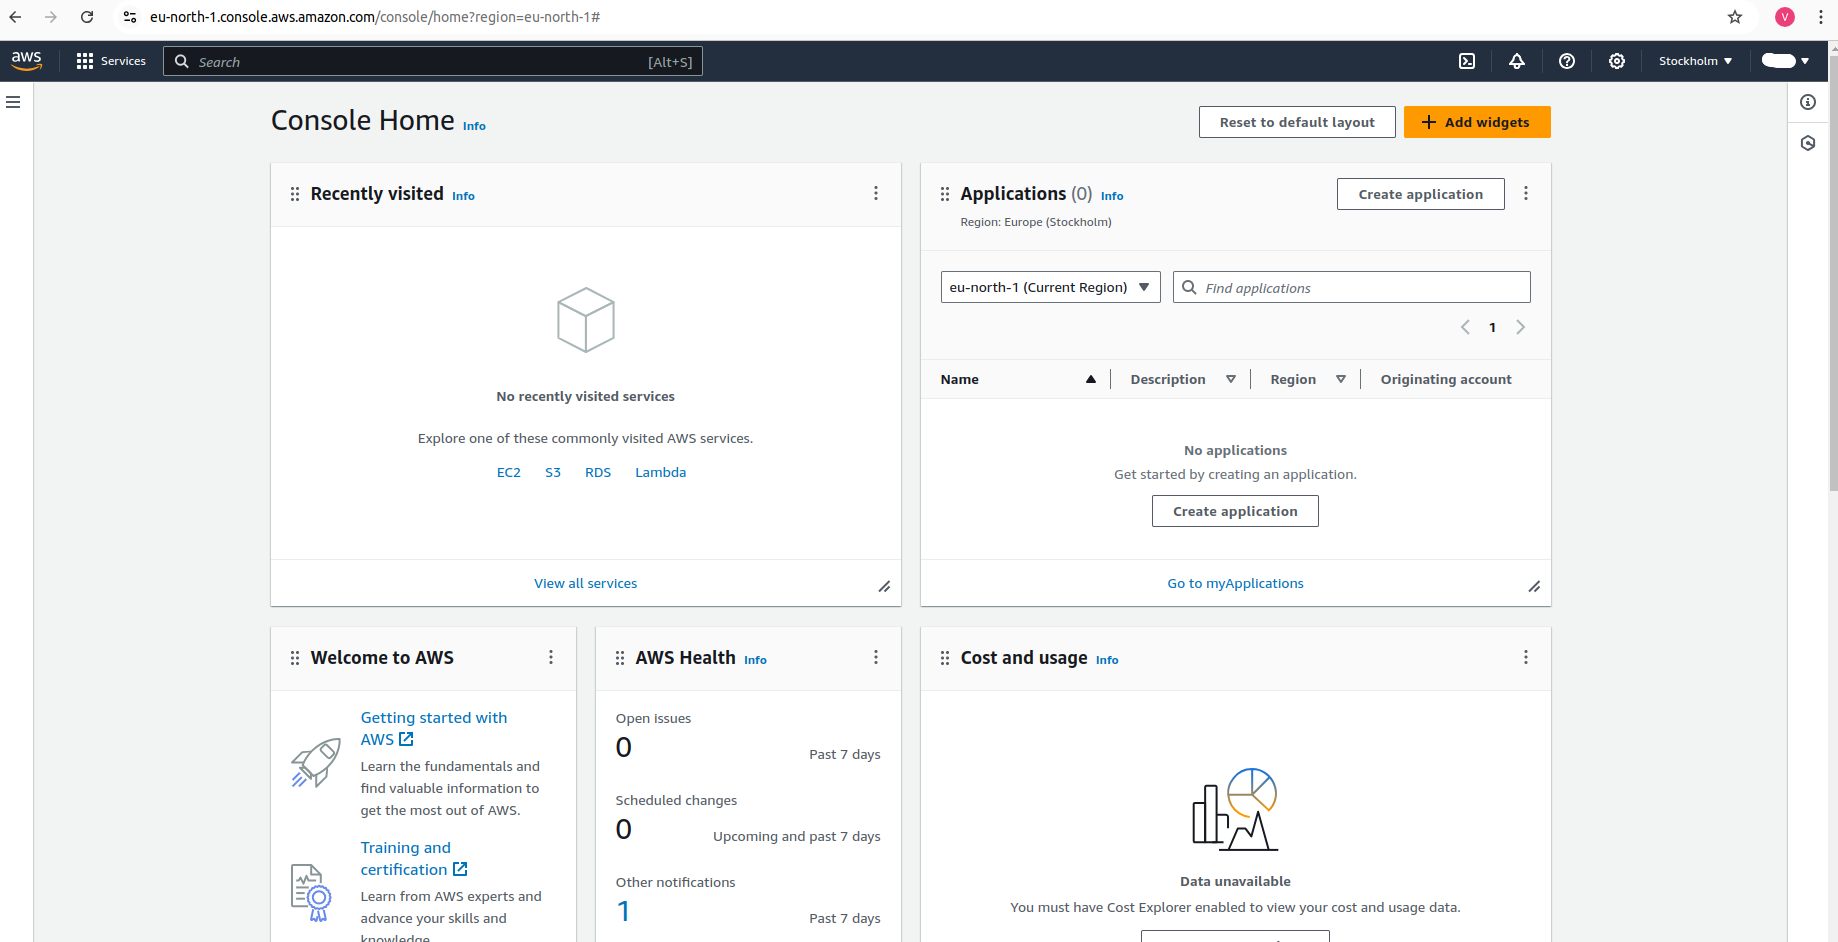 eu-north-1.console.aws.amazon.com/console/home?region=eu-north-1#
V
aws
Services
Search
[Alt+S]
Stockholm
Console Home Info
Reset to default layout
Add widgets
Recently visited Info
No recently visited services
Explore one of these commonly visited AWS services.
EC2 S3 RDS Lambda
View all services
Applications (0) Info
Region: Europe (Stockholm)
Create application
eu-north-1 (Current Region)
Find applications
1
Name Description Region Originating account
No applications
Get started by creating an application.
Create application
Go to myApplications
Welcome to AWS
Getting started with
AWS
Learn the fundamentals and
find valuable information to
get the most out of AWS.
Training and
certification
Learn from AWS experts and
advance your skills and
knowledge.
AWS Health Info
Open issues
0
Past 7 days
Scheduled changes
0
Upcoming and past 7 days
Other notifications
1
Past 7 days
Cost and usage Info
Data unavailable
You must have Cost Explorer enabled to view your cost and usage data.